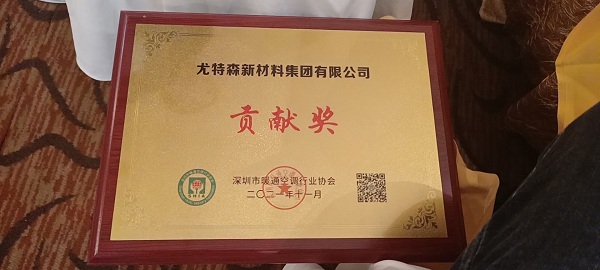 尤特森新材料集团有限公司
贡献奖
深圳市暖通空调行业协会
二〇二一年十一月